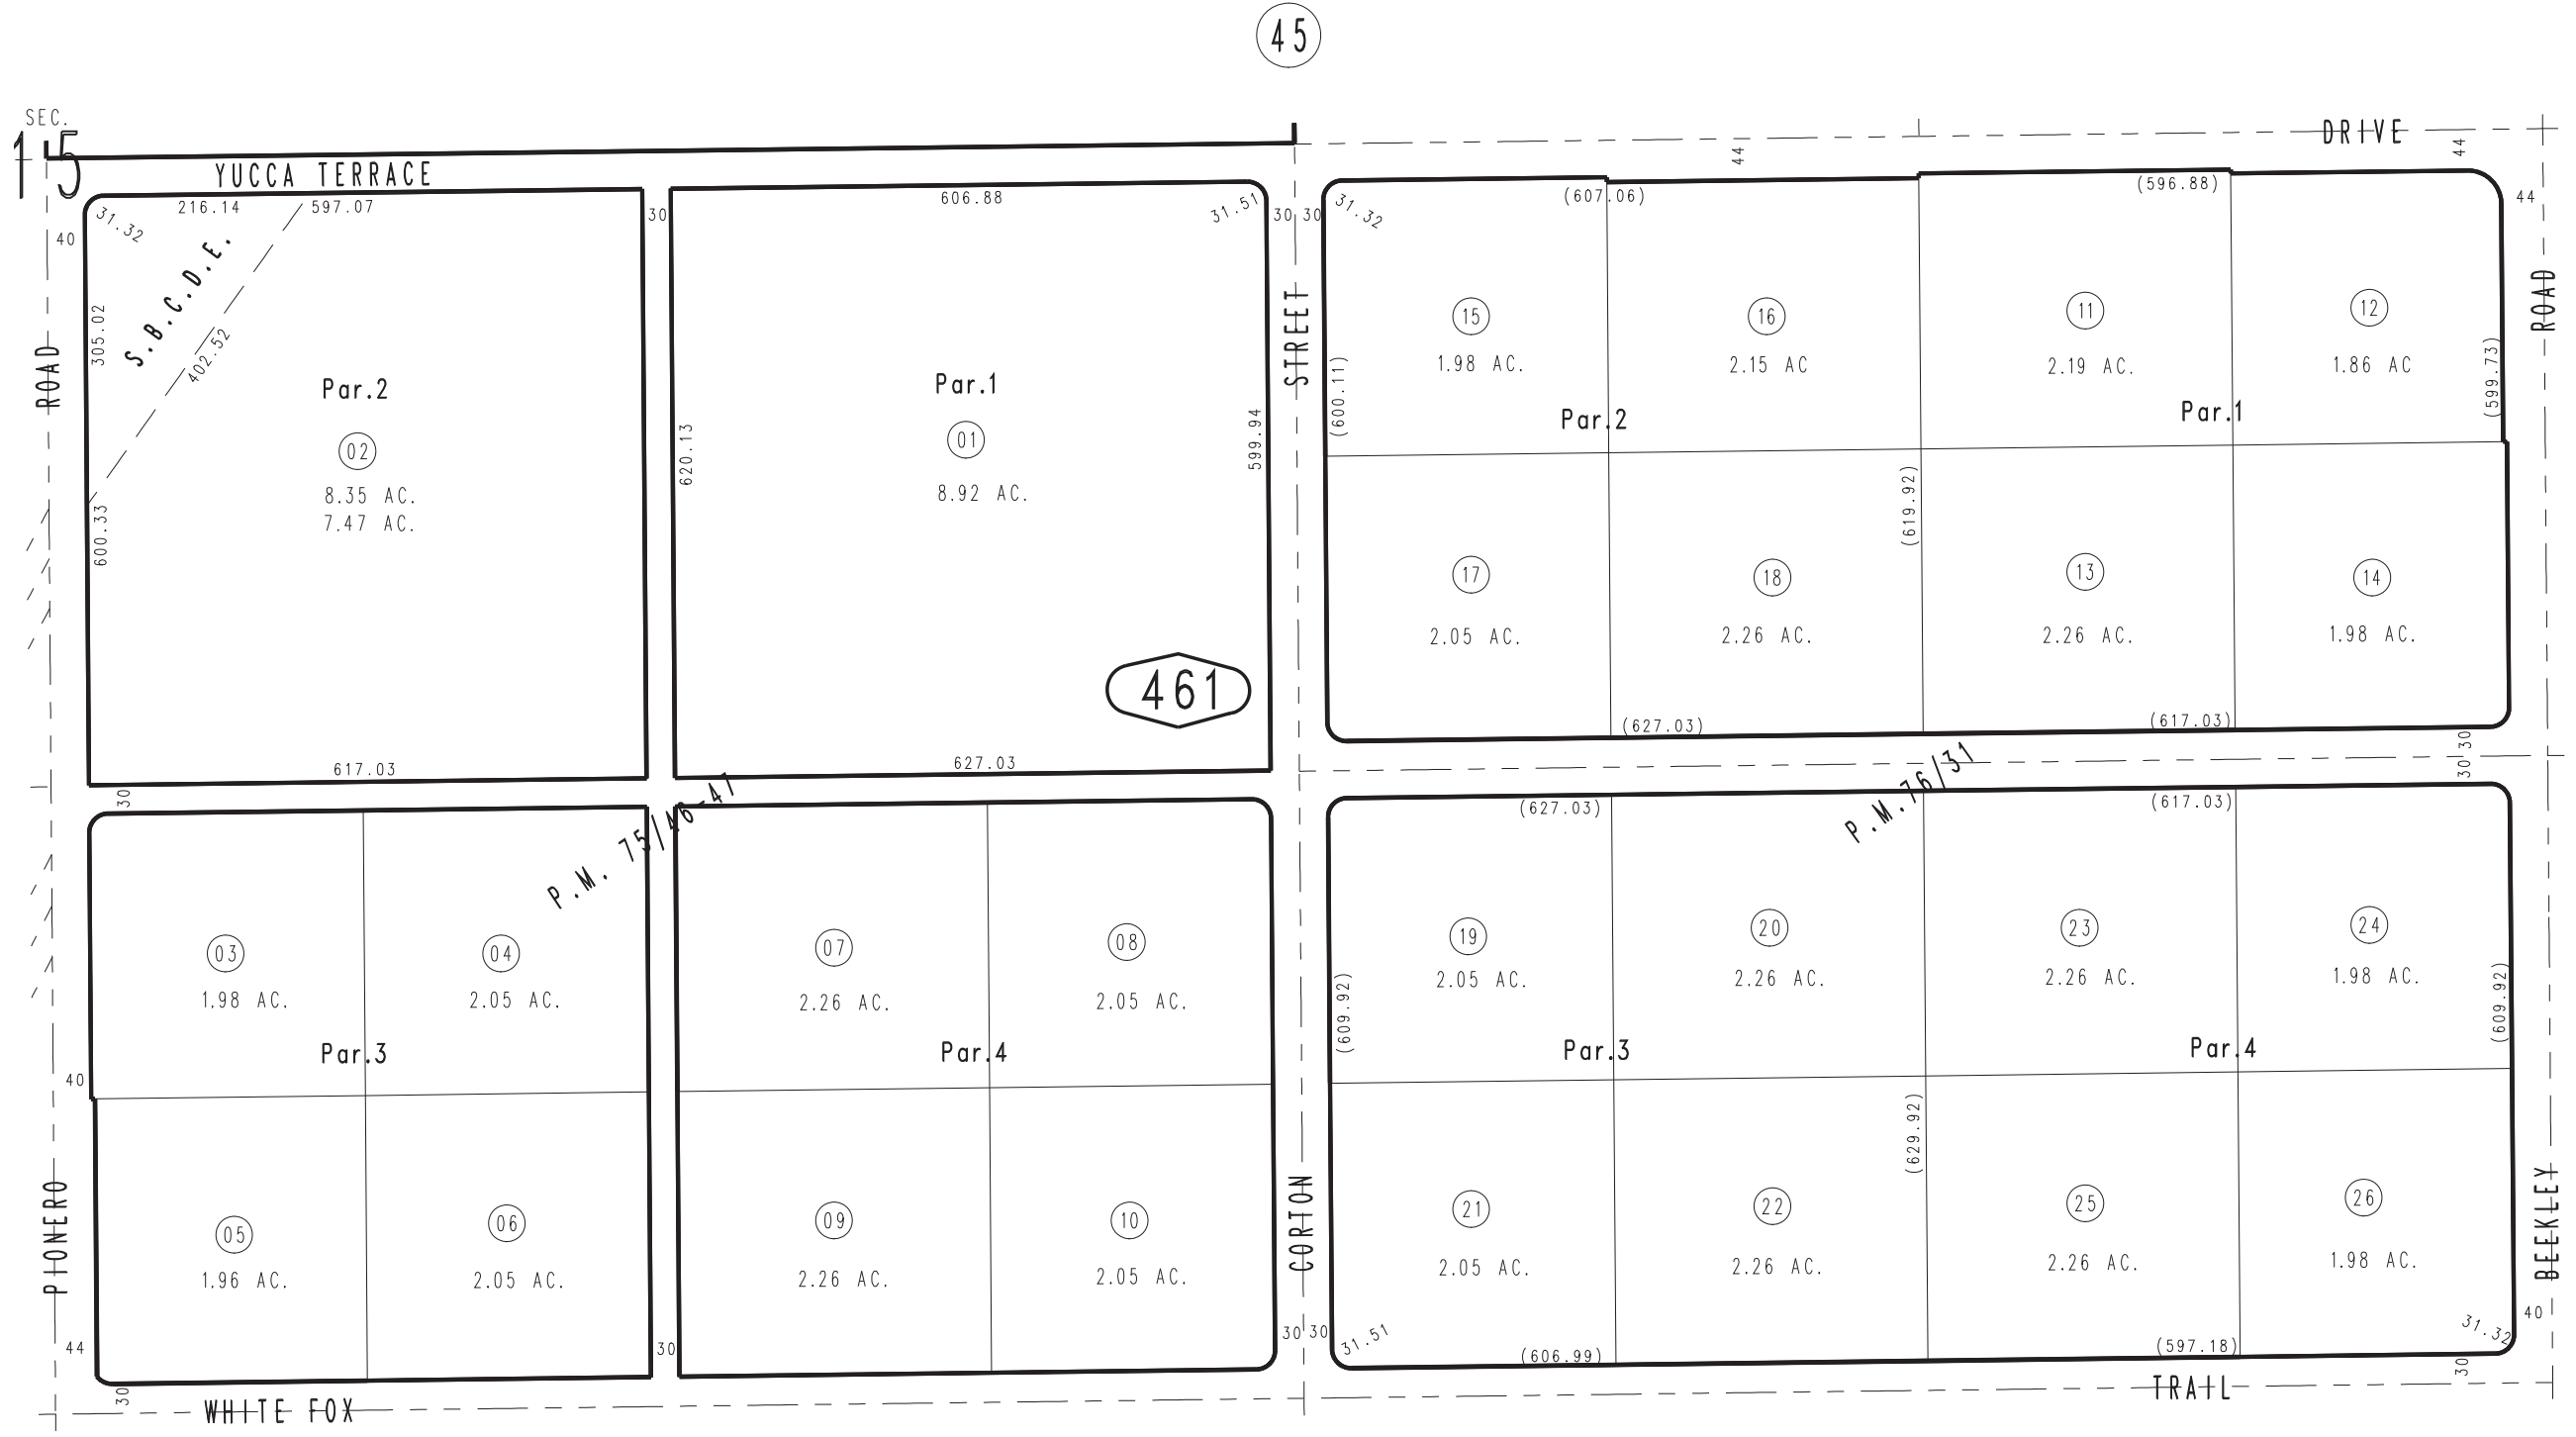 45
SEC.
15
YUCCA TERRACE
DRIVE
44
44
216.14
597.07
606.88
(607.06)
(596.88)
31.32
31.51
31.32
40
30
30
30
44
S.B.C.D.E.
305.02
402.52
ROAD
STREET
ROAD
15
16
11
12
1.98 AC.
2.15 AC
2.19 AC.
1.86 AC
Par.2
Par.1
02
01
8.35 AC.
7.47 AC.
8.92 AC.
600.33
620.13
599.94
(600.11)
(599.73)
Par.2
Par.1
(619.92)
17
18
13
14
2.05 AC.
2.26 AC.
2.26 AC.
1.98 AC.
461
617.03
627.03
(627.03)
(617.03)
30
30
30
P.M. 75/46-47
P.M.76/31
(627.03)
(617.03)
03
04
07
08
19
20
23
24
1.98 AC.
2.05 AC.
2.26 AC.
2.05 AC.
2.05 AC.
2.26 AC.
2.26 AC.
1.98 AC.
(609.92)
(609.92)
Par.3
Par.4
Par.3
Par.4
40
(629.92)
05
06
09
10
21
22
25
26
1.96 AC.
2.05 AC.
2.26 AC.
2.05 AC.
2.05 AC.
2.26 AC.
2.26 AC.
1.98 AC.
PIONERO
CORTON
BEEKLEY
44
30
30
30
31.51
31.32
40
(606.99)
(597.18)
30
30
WHITE FOX
TRAIL